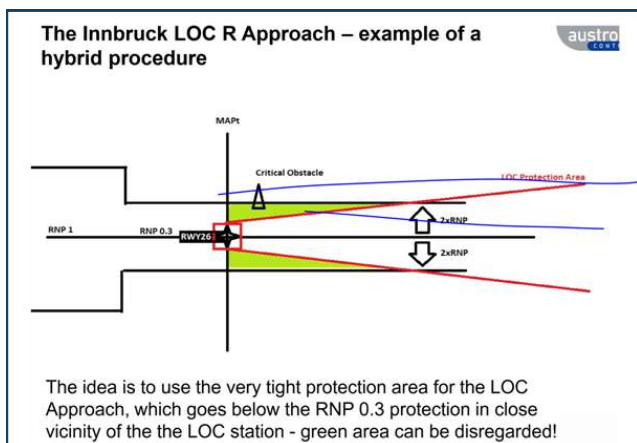 The Innbruck LOC R Approach – example of a
hybrid procedure
austro
CONT
MAPt
Critical Obstacle
LOC Protection Area
2xRNP
RNP 1
RNP 0.3
RWY26
2xRNP
The idea is to use the very tight protection area for the LOC
Approach, which goes below the RNP 0.3 protection in close
vicinity of the the LOC station - green area can be disregarded!